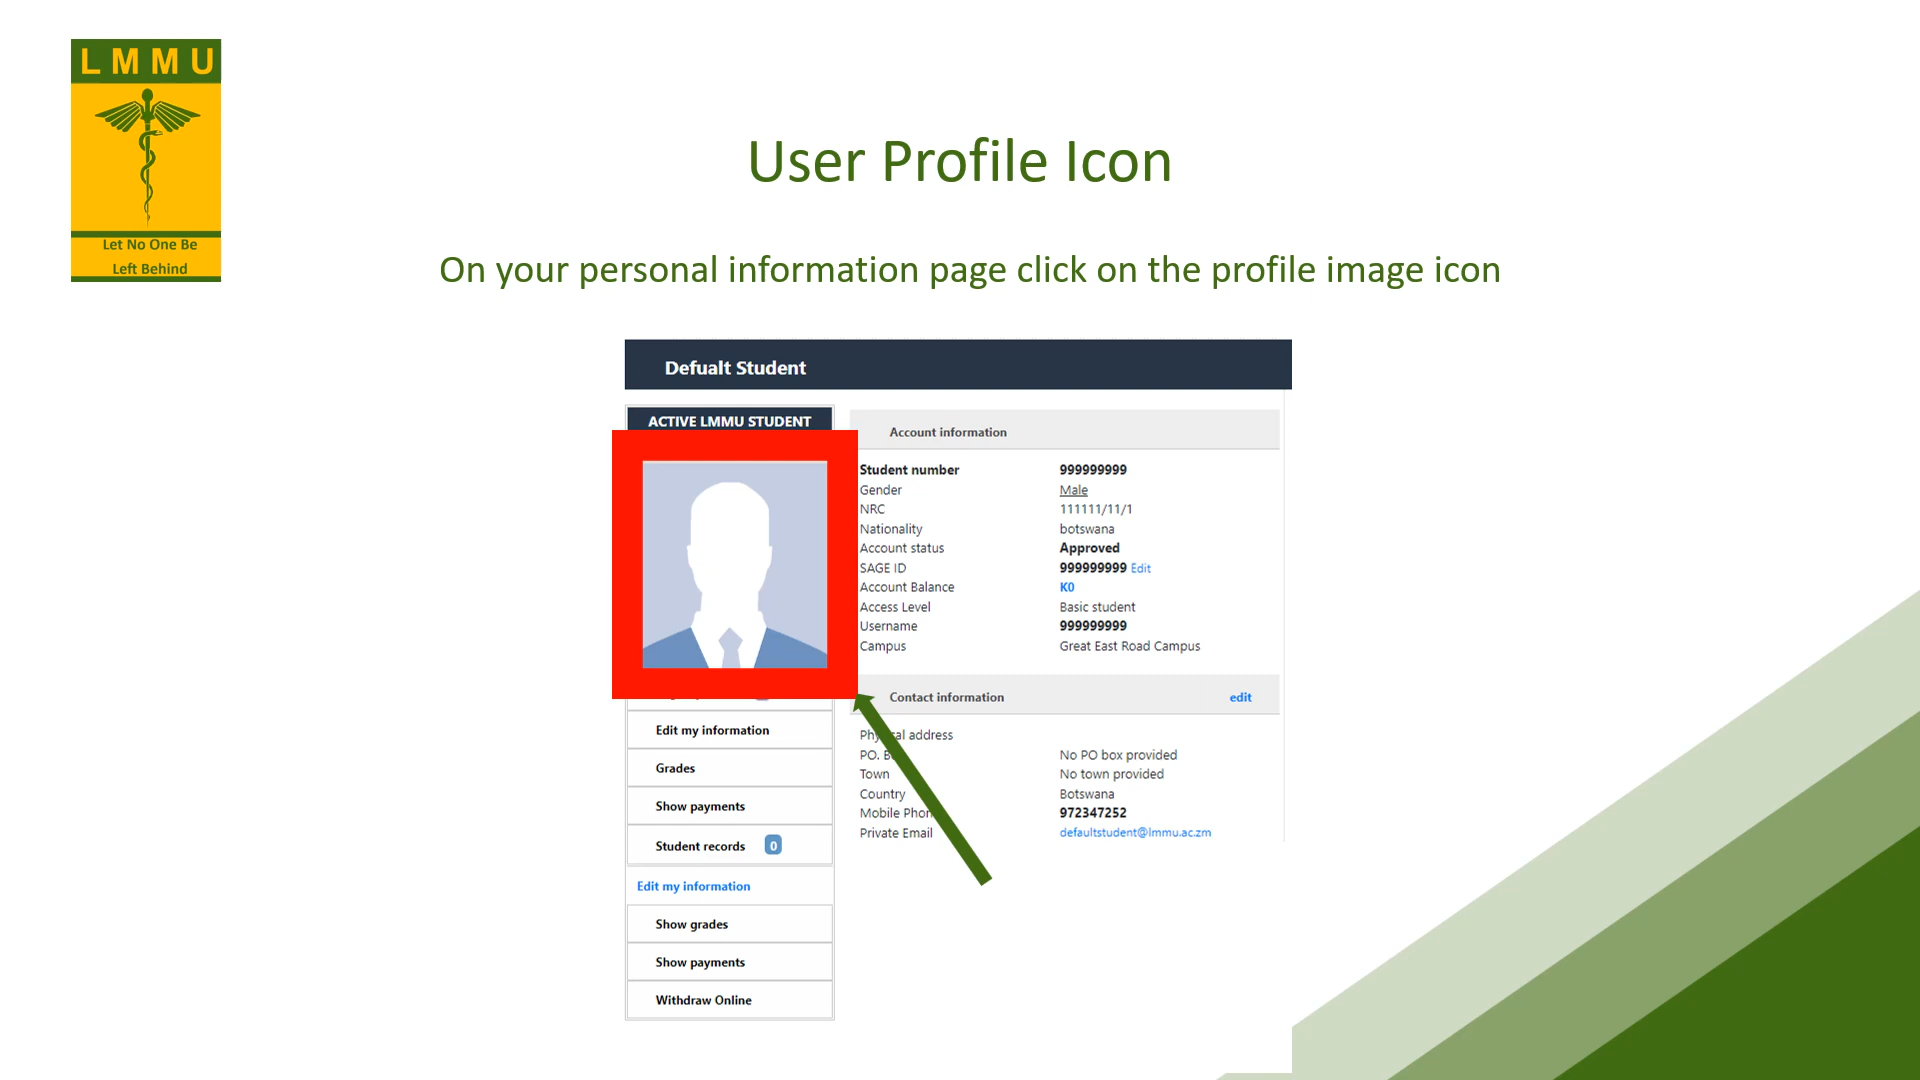 L M M U
Let No One Be
Left Behind
User Profile Icon
On your personal information page click on the profile image icon
Defualt Student
ACTIVE LMMU STUDENT
Edit my information
Grades
Show payments
Student records 0
Edit my information
Show grades
Show payments
Withdraw Online
Account information
Student number 999999999
Gender Male
NRC 111111/11/1
Nationality botswana
Account status Approved
SAGE ID 999999999 Edit
Account Balance K0
Access Level Basic student
Username 999999999
Campus Great East Road Campus
Contact information edit
address
PO. No PO box provided
Town No town provided
Country Botswana
Mobile 972347252
Private Email defaultstudent@lmmu.ac.zm